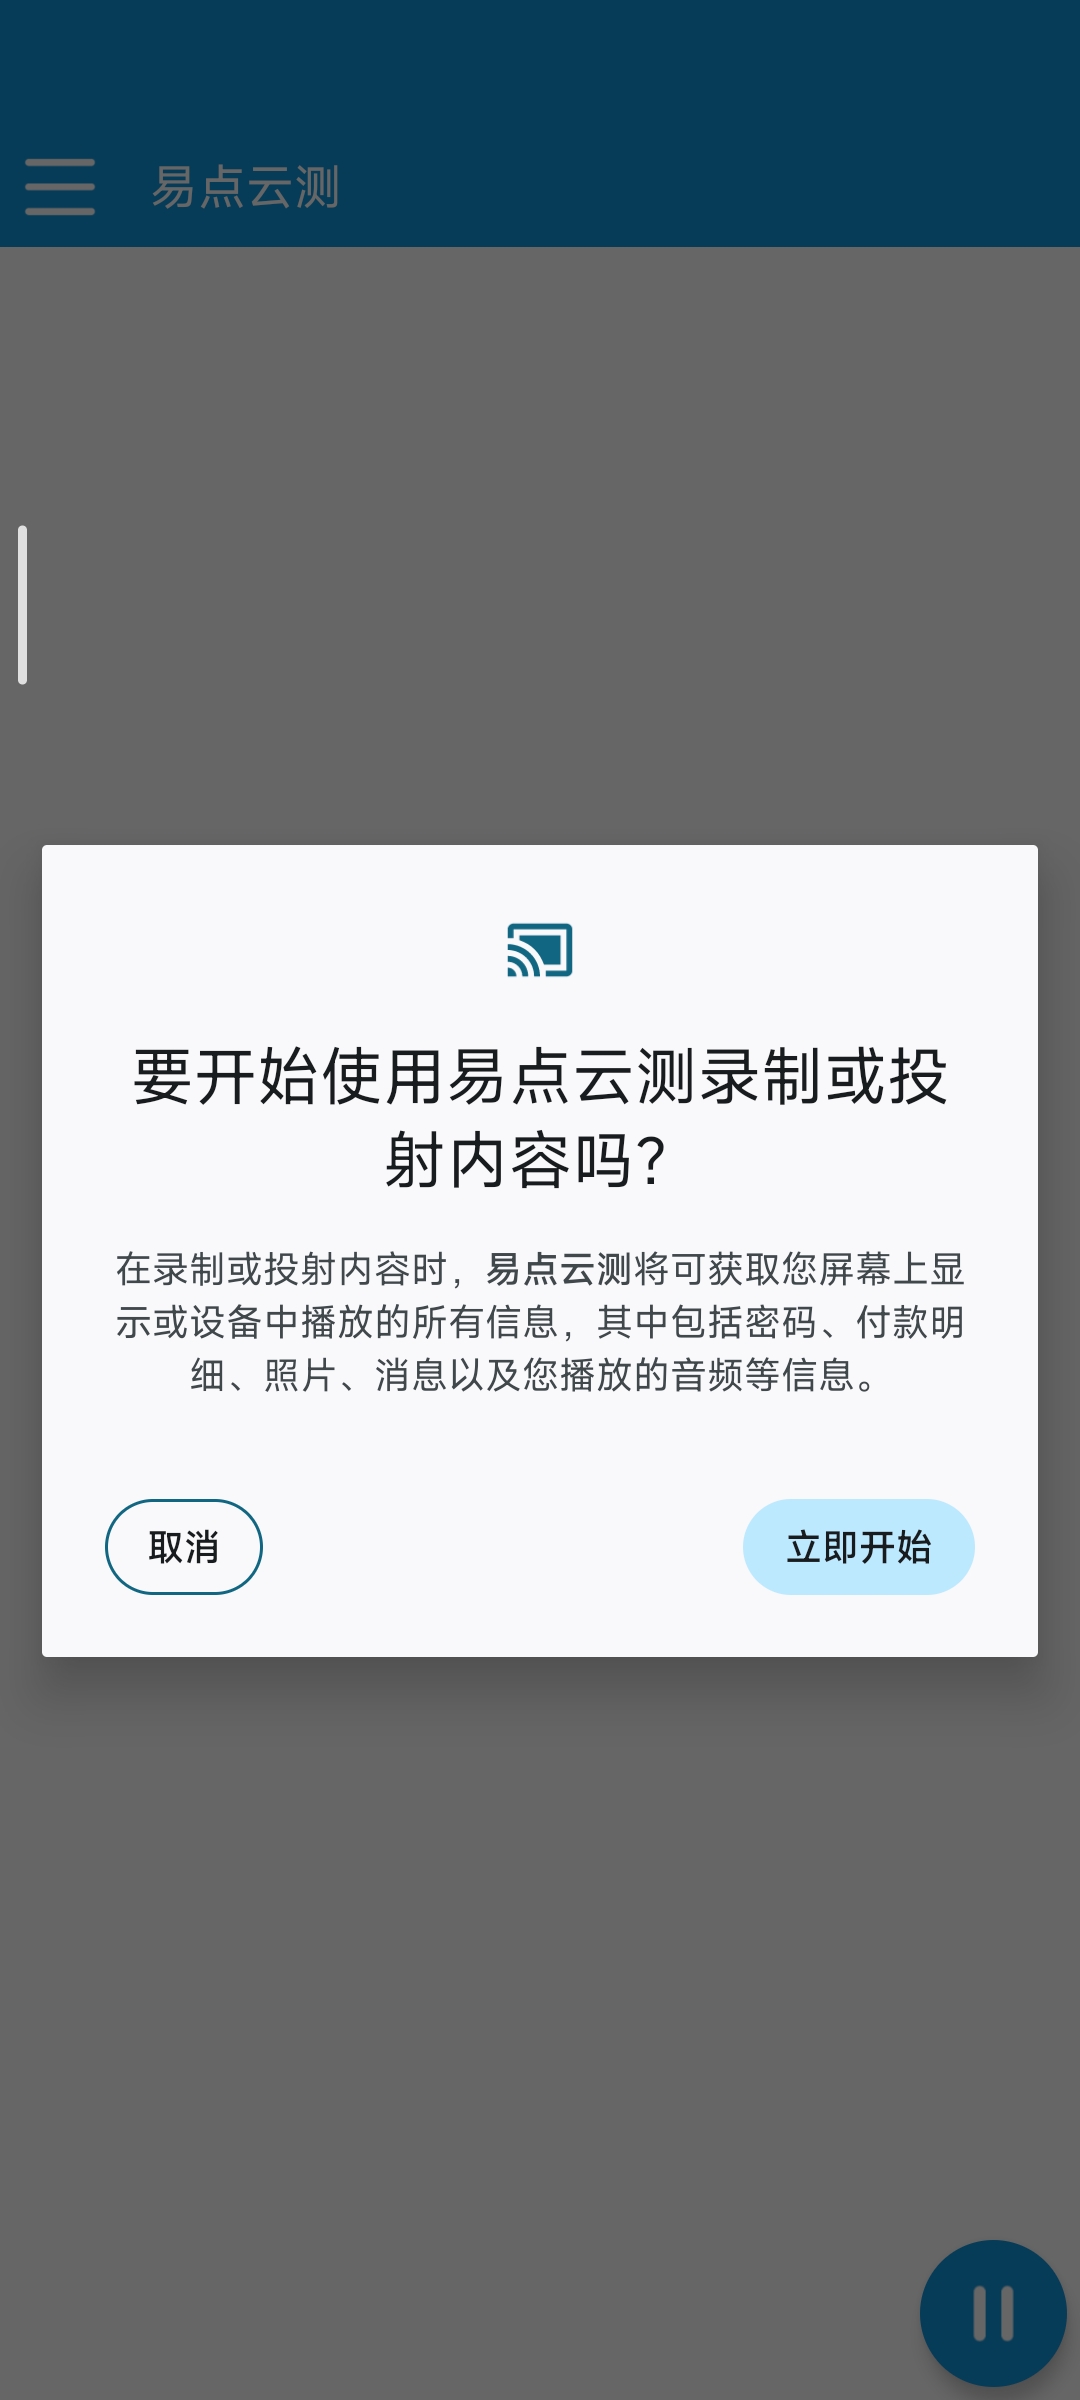 易点云测
要开始使用易点云测录制或投
射内容吗？
在录制或投射内容时，易点云测将可获取您屏幕上显
示或设备中播放的所有信息，其中包括密码、付款明
细、照片、消息以及您播放的音频等信息。
取消
立即开始